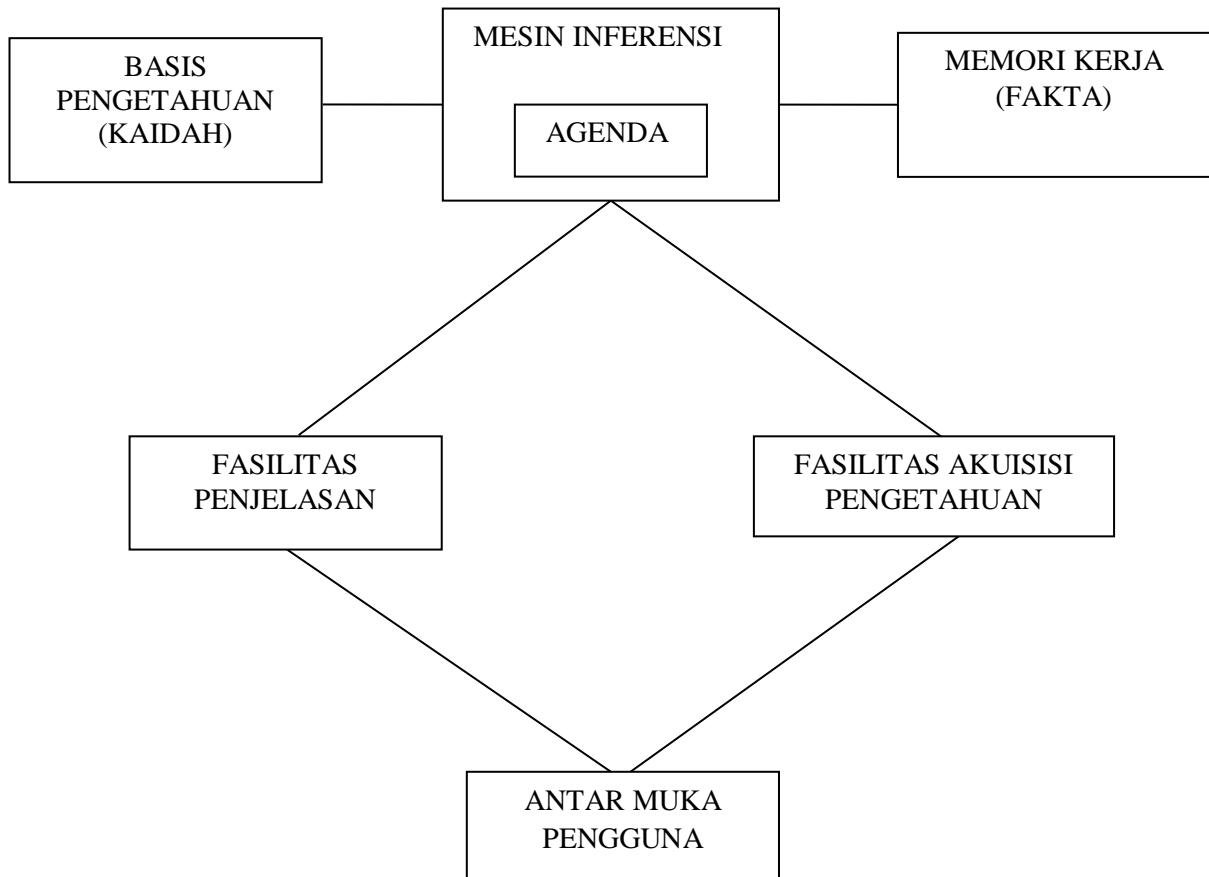 BASIS
PENGETAHUAN
(KAIDAH)
MESIN INFERENSI
AGENDA
MEMORI KERJA
(FAKTA)
FASILITAS
PENJELASAN
FASILITAS AKUISISI
PENGETAHUAN
ANTAR MUKA
PENGGUNA